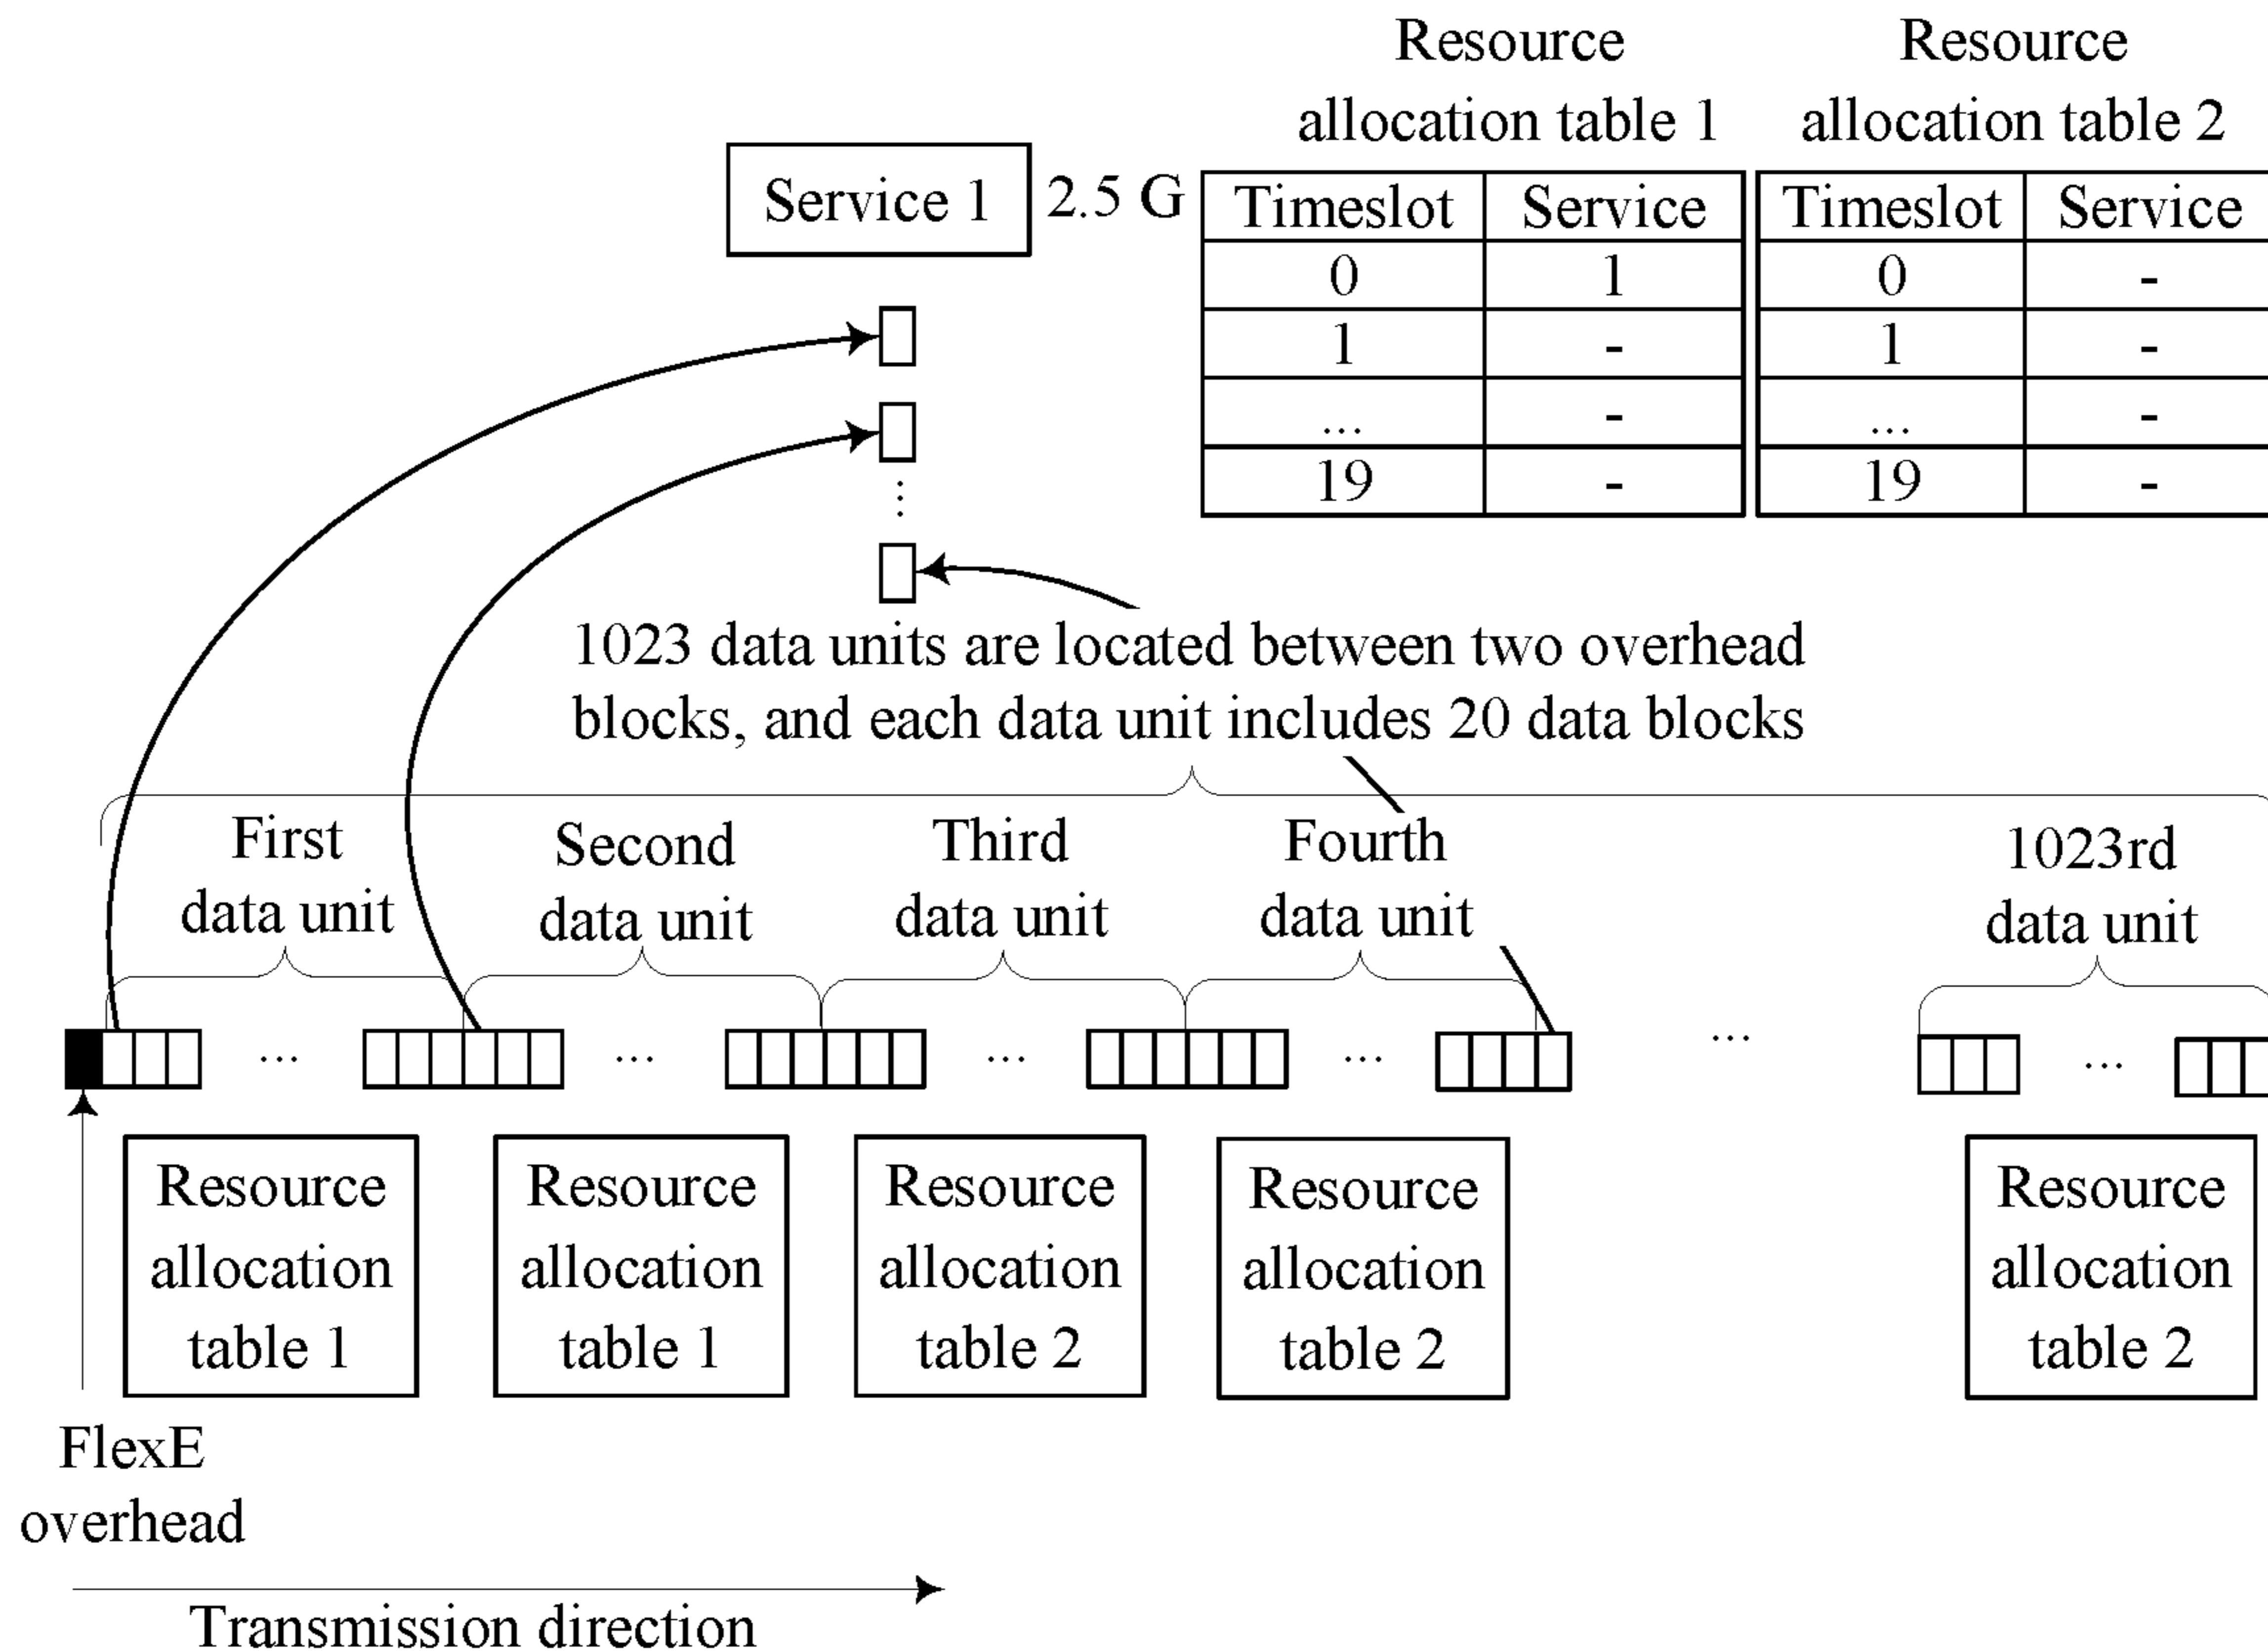 Resource
allocation table 1
Resource
allocation table 2
Service 1
2.5 G
Timeslot Service
0 1
1 -
... -
19 -
Timeslot Service
0 -
1 -
... -
19 -
1023 data units are located between two overhead
blocks, and each data unit includes 20 data blocks
First
data unit
Second
data unit
Third
data unit
Fourth
data unit
1023rd
data unit
...
...
...
...
...
...
Resource
allocation
table 1
Resource
allocation
table 1
Resource
allocation
table 2
Resource
allocation
table 2
Resource
allocation
table 2
FlexE
overhead
Transmission direction